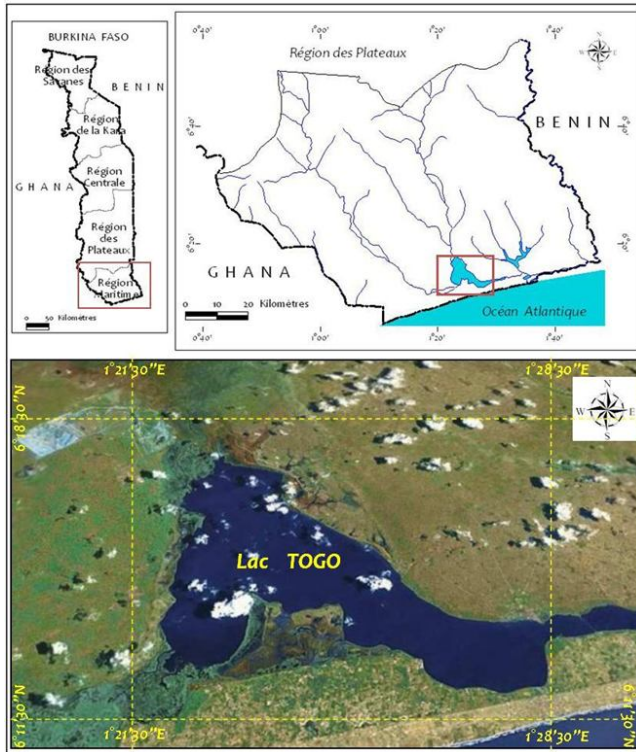 BURKINA FASO
Région des
Savanes
BENIN
Région
de la Kara
GHANA
Région
Centrale
Région
des
Plateaux
Région
Maritime
0 50 Kilomètres
0°40'
1°00'
1°20'
Région des Plateaux
N
6°40'
6°40'
BENIN
6°20'
6°20'
GHANA
0 10 20 Kilomètres
Océan Atlantique
0°40'
1°00'
1°20'
1°21'30"E
1°28'30"E
6°18'30"N
N
W E
S
Lac TOGO
6°11'30"N
6°11'30"N
1°21'30"E
1°28'30"E